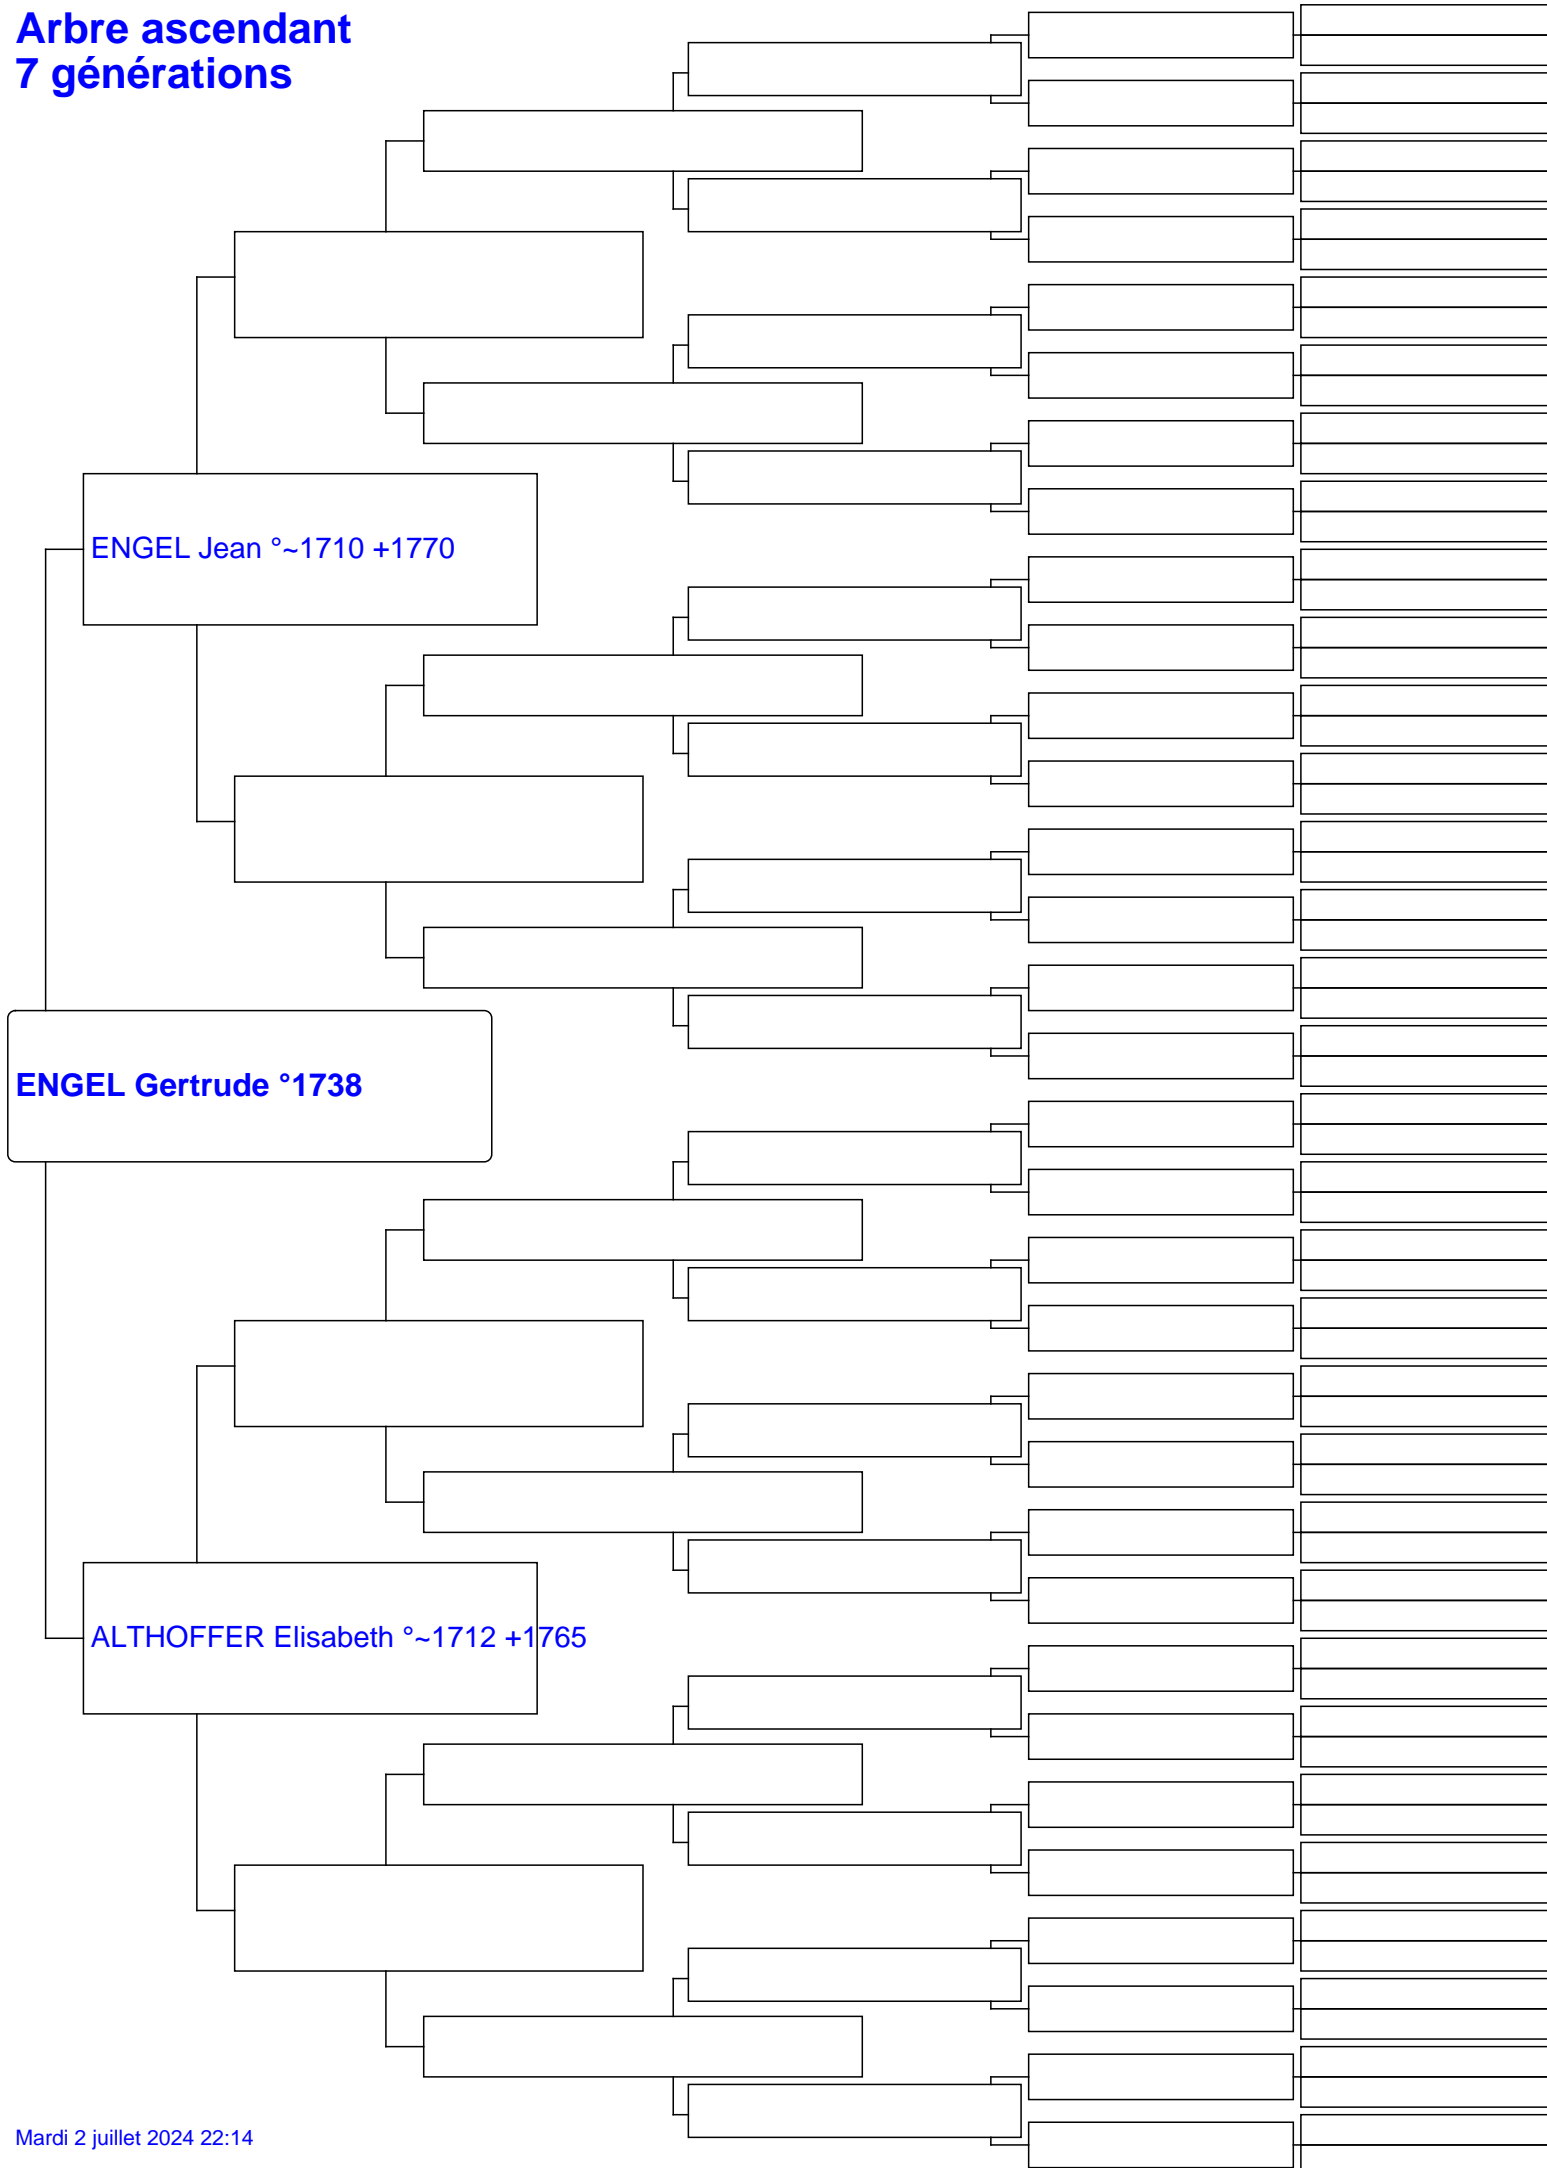 Arbre ascendant
7 générations
ENGEL Jean °~1710 +1770
ENGEL Gertrude °1738
ALTHOFFER Elisabeth °~1712 +1765
Mardi 2 juillet 2024 22:14